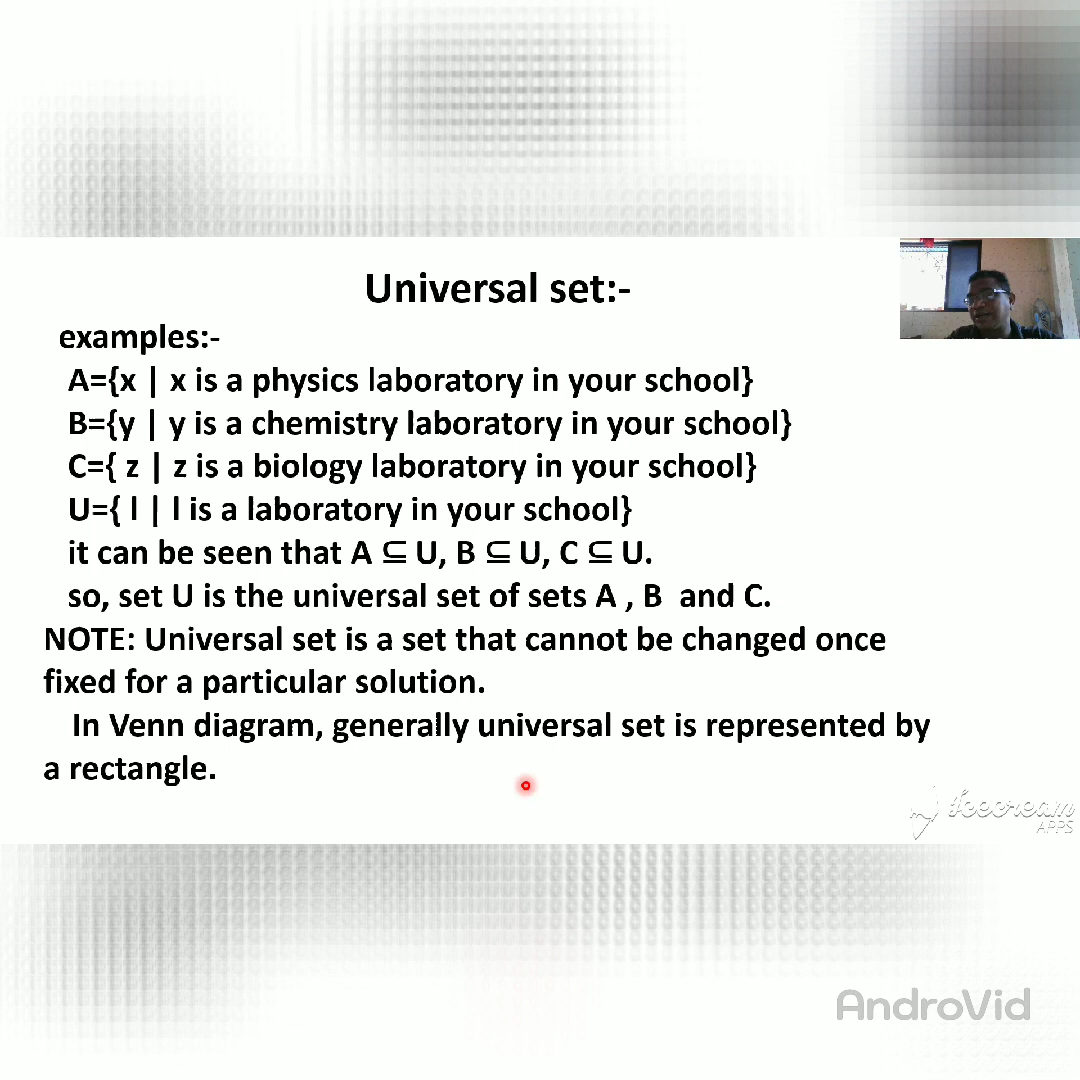 Universal set:-
examples:-
A={x | x is a physics laboratory in your school}
B={y | y is a chemistry laboratory in your school}
C={ z | z is a biology laboratory in your school}
U={ l | l is a laboratory in your school}
it can be seen that A ⊆ U, B ⊆ U, C ⊆ U.
so, set U is the universal set of sets A , B  and C.
NOTE: Universal set is a set that cannot be changed once
fixed for a particular solution.
In Venn diagram, generally universal set is represented by
a rectangle.
Icecream
APPS
AndroVid